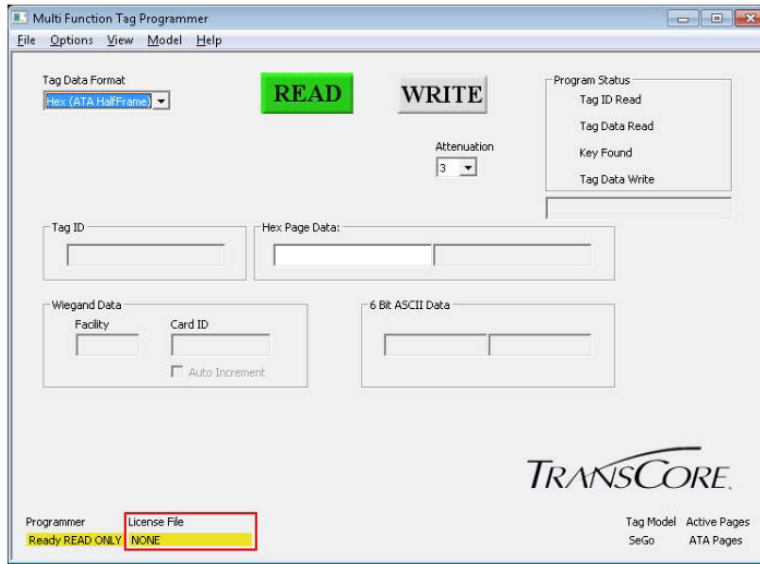 Multi Function Tag Programmer
File Options View Model Help
Tag Data Format
Hex (ATA HalfFrame)
READ
WRITE
Attenuation
3
Program Status
Tag ID Read
Tag Data Read
Key Found
Tag Data Write
Tag ID
Hex Page Data:
Wiegand Data
Facility
Card ID
Auto Increment
6 Bit ASCII Data
TRANSCORE.
Programmer
Ready READ ONLY
License File
NONE
Tag Model Active Pages
SeGo ATA Pages